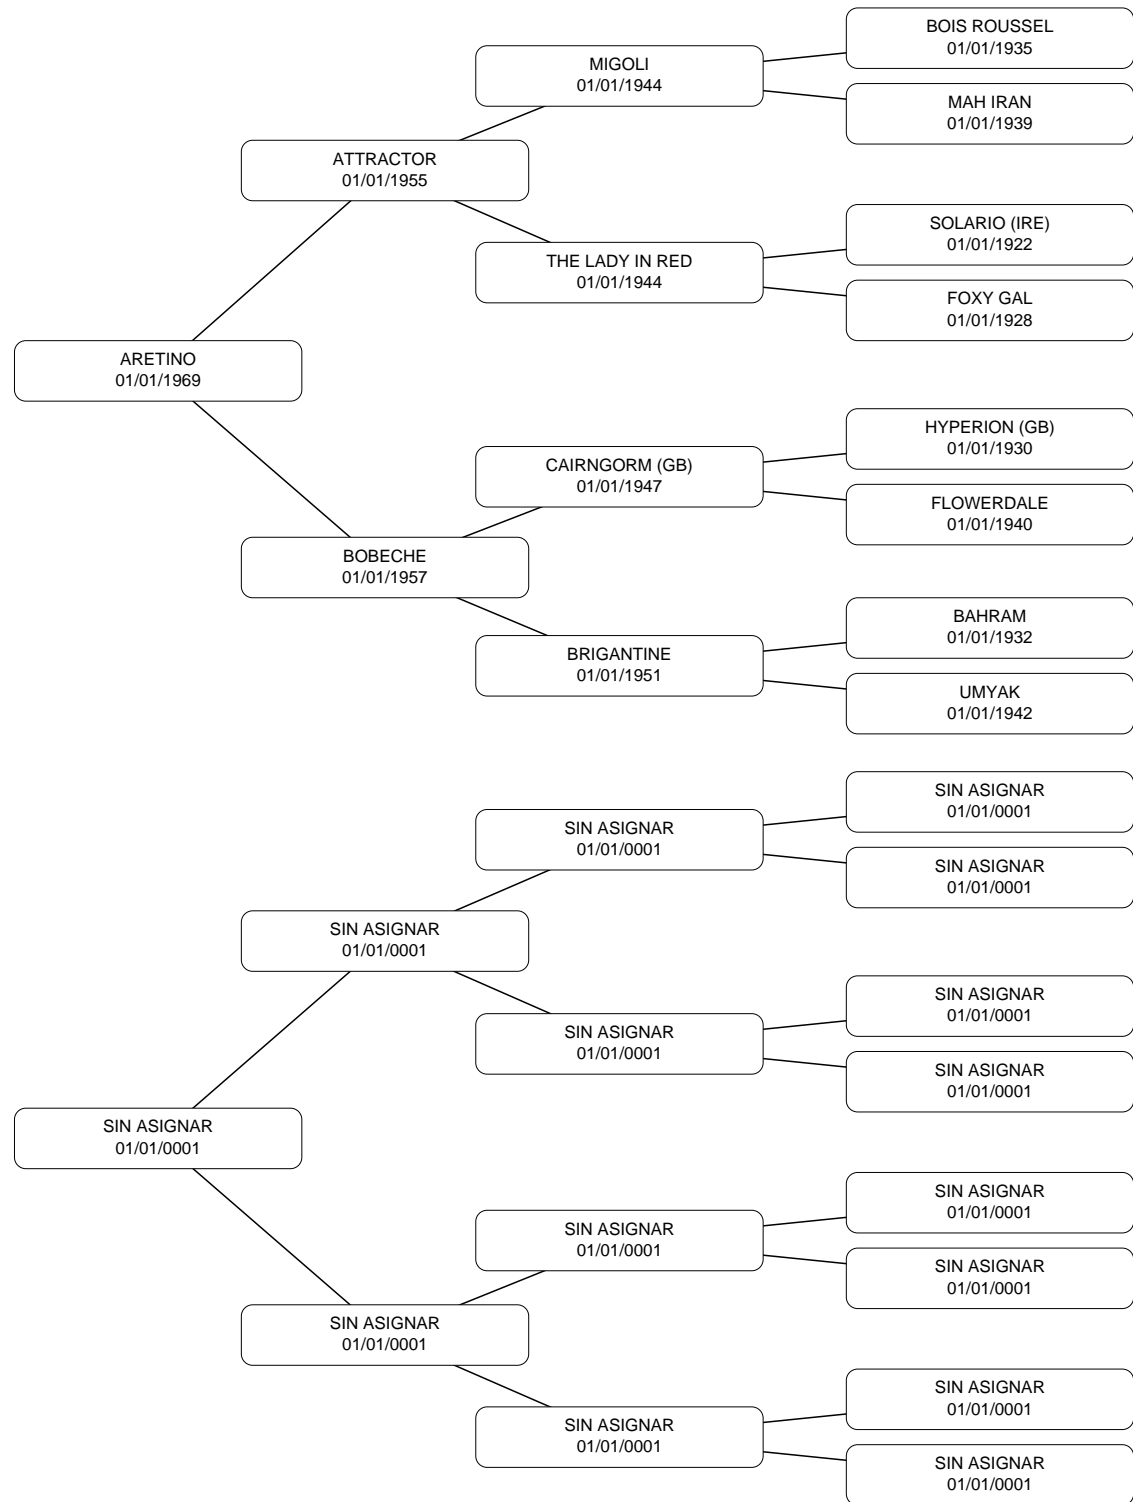 BOIS ROUSSEL
01/01/1935
MIGOLI
01/01/1944
MAH IRAN
01/01/1939
ATTRACTOR
01/01/1955
SOLARIO (IRE)
01/01/1922
THE LADY IN RED
01/01/1944
FOXY GAL
01/01/1928
ARETINO
01/01/1969
HYPERION (GB)
01/01/1930
CAIRNGORM (GB)
01/01/1947
FLOWERDALE
01/01/1940
BOBECHE
01/01/1957
BAHRAM
01/01/1932
BRIGANTINE
01/01/1951
UMYAK
01/01/1942
SIN ASIGNAR
01/01/0001
SIN ASIGNAR
01/01/0001
SIN ASIGNAR
01/01/0001
SIN ASIGNAR
01/01/0001
SIN ASIGNAR
01/01/0001
SIN ASIGNAR
01/01/0001
SIN ASIGNAR
01/01/0001
SIN ASIGNAR
01/01/0001
SIN ASIGNAR
01/01/0001
SIN ASIGNAR
01/01/0001
SIN ASIGNAR
01/01/0001
SIN ASIGNAR
01/01/0001
SIN ASIGNAR
01/01/0001
SIN ASIGNAR
01/01/0001
SIN ASIGNAR
01/01/0001